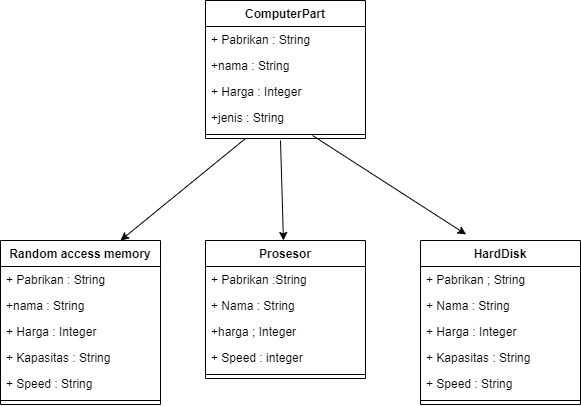 ComputerPart
+ Pabrikan : String
+nama : String
+ Harga : Integer
+jenis : String
Random access memory
+ Pabrikan : String
+nama : String
+ Harga : Integer
+ Kapasitas : String
+ Speed : String
Prosesor
+ Pabrikan :String
+ Nama : String
+harga ; Integer
+ Speed : integer
HardDisk
+ Pabrikan ; String
+ Nama : String
+ Harga : Integer
+ Kapasitas : String
+ Speed : String